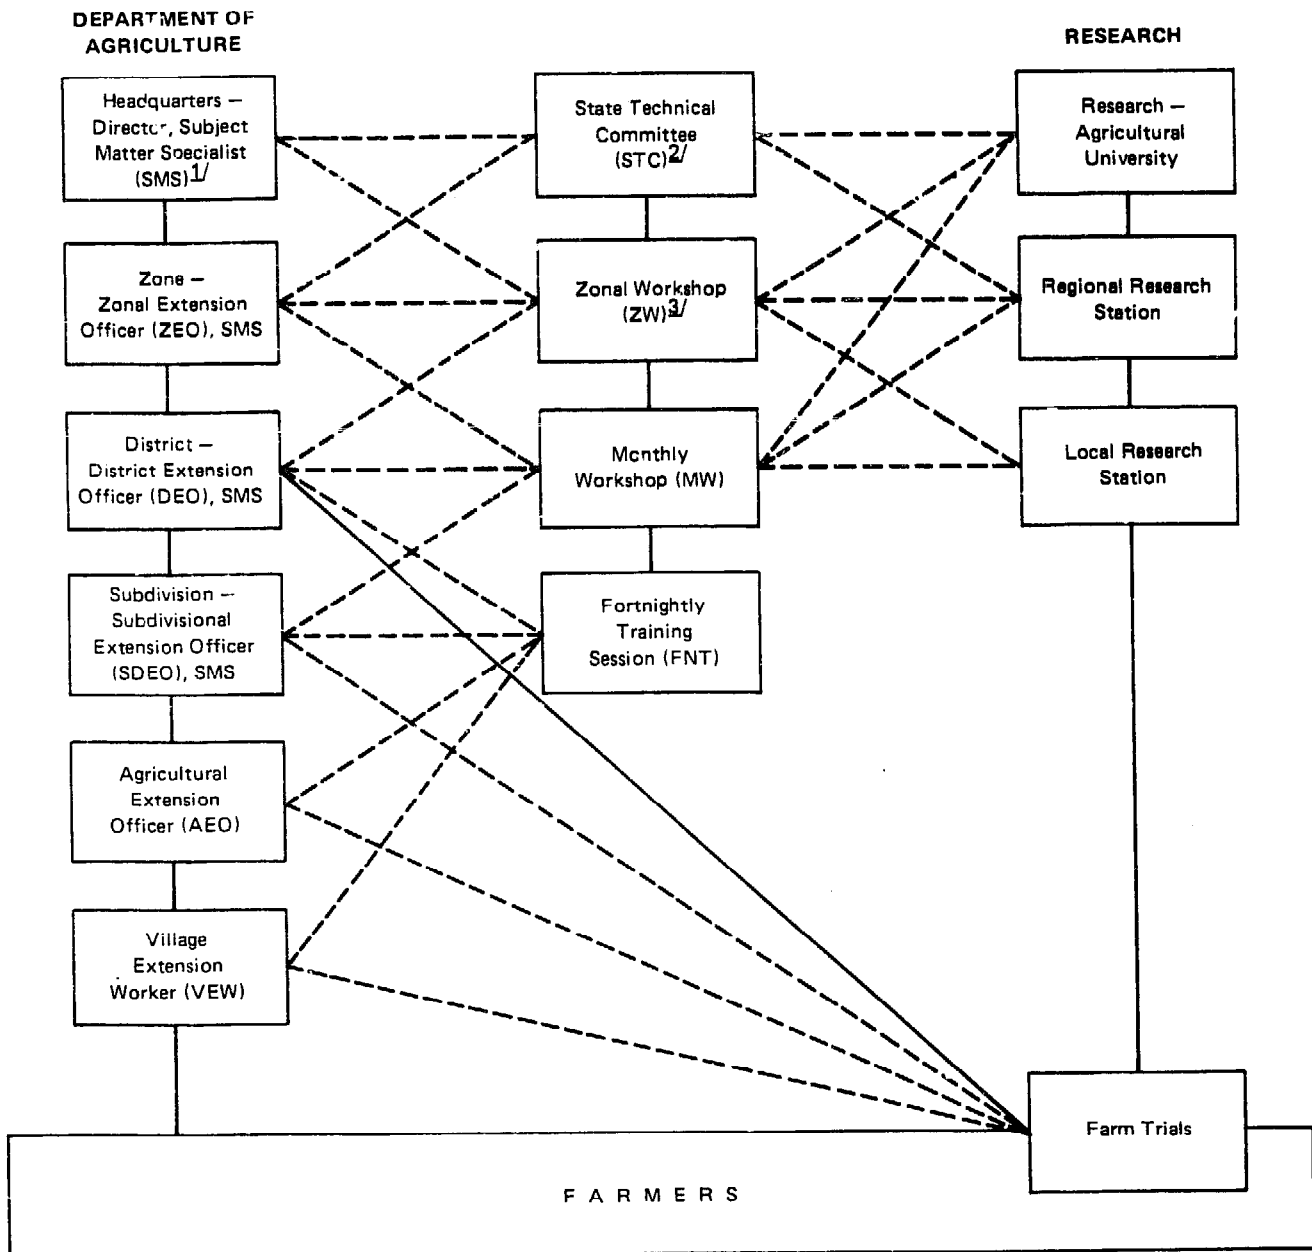 DEPARTMENT OF
AGRICULTURE
RESEARCH
Headquarters —
Director, Subject
Matter Specialist
(SMS)1/
State Technical
Committee
(STC)2/
Research —
Agricultural
University
Zone —
Zonal Extension
Officer (ZEO), SMS
Zonal Workshop
(ZW)3/
Regional Research
Station
District —
District Extension
Officer (DEO), SMS
Monthly
Workshop (MW)
Local Research
Station
Subdivision —
Subdivisional
Extension Officer
(SDEO), SMS
Fortnightly
Training
Session (FNT)
Agricultural
Extension
Officer (AEO)
Village
Extension
Worker (VEW)
Farm Trials
FARMERS